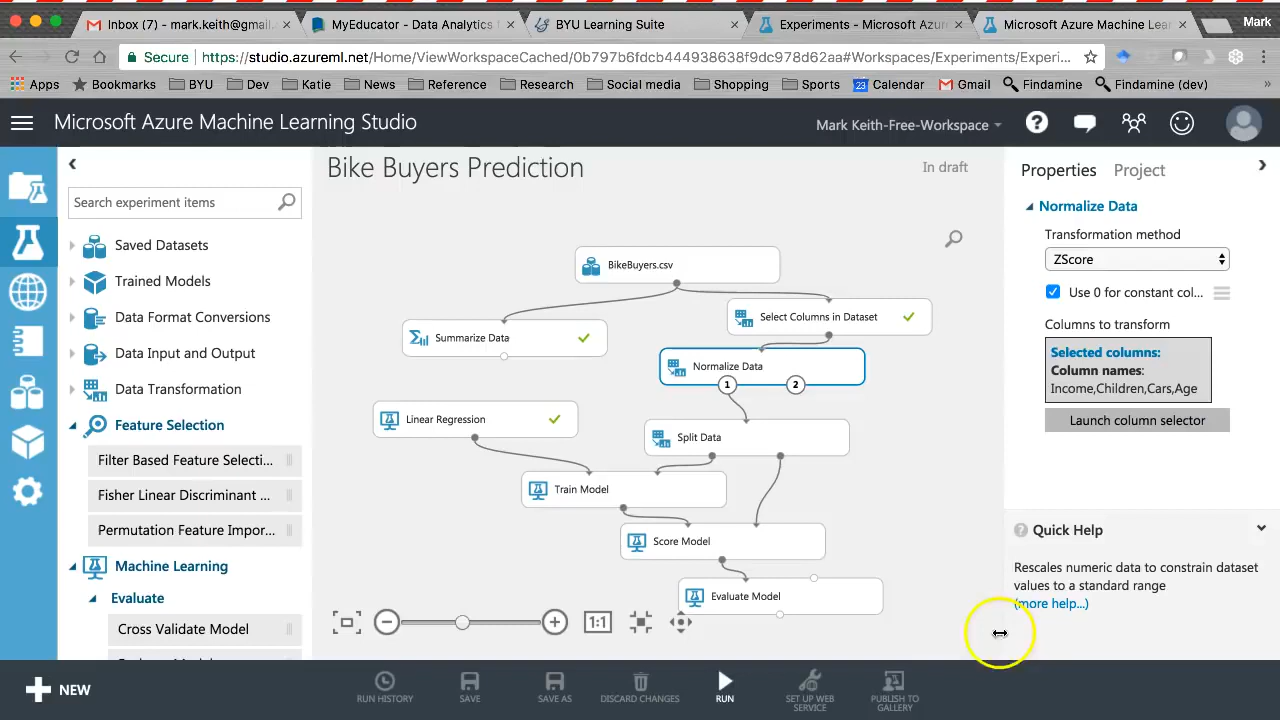 Inbox (7) - mark.keith@gmail.
MyEducator - Data Analytics
BYU Learning Suite
Experiments - Microsoft Azur
Microsoft Azure Machine Lea
Mark
Secure
https://studio.azureml.net/Home/ViewWorkspaceCached/0b797b6fdcb444938638f9dc978d62aa#Workspaces/Experiments/Experi...
Apps
Bookmarks
BYU
Dev
Katie
News
Reference
Research
Social media
Shopping
Sports
23
Calendar
Gmail
Findamine
Findamine (dev)
»
Microsoft Azure Machine Learning Studio
Mark Keith-Free-Workspace
?
Search experiment items
Saved Datasets
Trained Models
Data Format Conversions
Data Input and Output
Data Transformation
Feature Selection
Filter Based Feature Selecti...
Fisher Linear Discriminant ...
Permutation Feature Impor...
Machine Learning
Evaluate
Cross Validate Model
Bike Buyers Prediction
In draft
BikeBuyers.csv
Select Columns in Dataset
Summarize Data
Normalize Data
1
2
Linear Regression
Split Data
Train Model
Score Model
Evaluate Model
1:1
Properties
Project
Normalize Data
Transformation method
ZScore
Use 0 for constant col...
Columns to transform
Selected columns:
Column names:
Income,Children,Cars,Age
Launch column selector
Quick Help
Rescales numeric data to constrain dataset
values to a standard range
(more help...)
NEW
RUN HISTORY
SAVE
SAVE AS
DISCARD CHANGES
RUN
SET UP WEB
SERVICE
PUBLISH TO
GALLERY